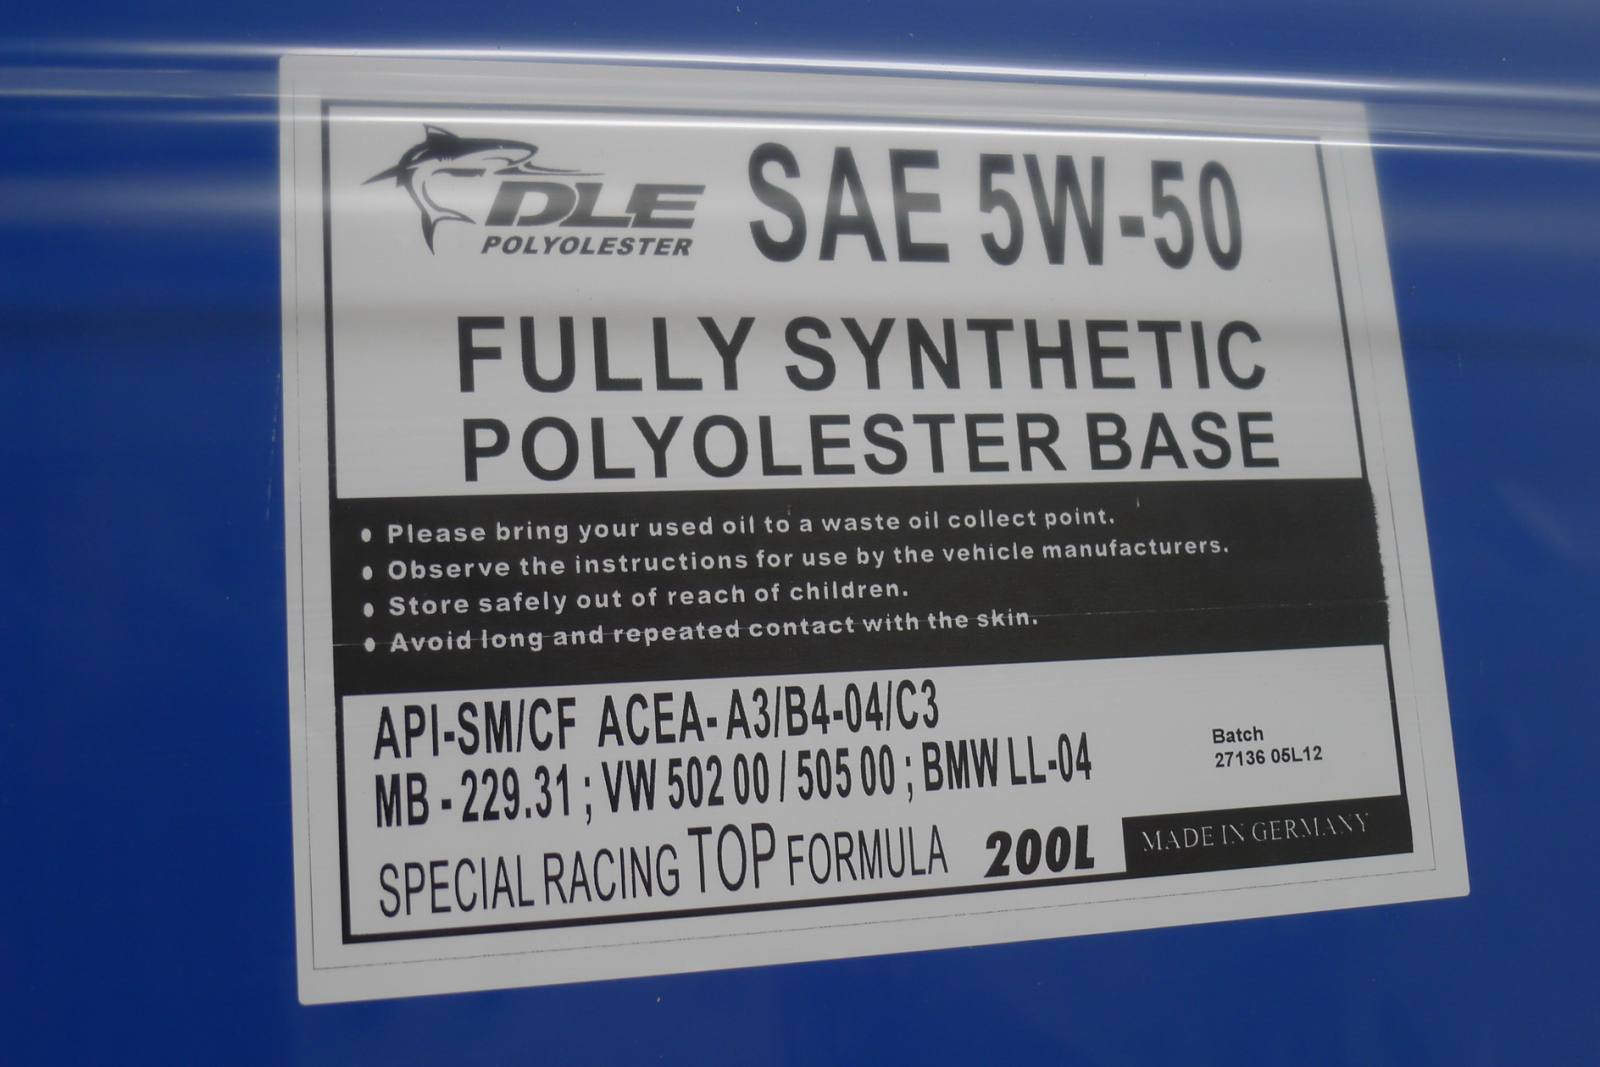 DLE
POLYOLESTER
SAE 5W-50
FULLY SYNTHETIC
POLYOLESTER BASE
• Please bring your used oil to a waste oil collect point.
• Observe the instructions for use by the vehicle manufacturers.
• Store safely out of reach of children.
• Avoid long and repeated contact with the skin.
API-SM/CF ACEA- A3/B4-04/C3
MB - 229.31 ; VW 502 00 / 505 00 ; BMW LL-04
Batch
27136 05L12
SPECIAL RACING TOP FORMULA 200L
MADE IN GERMANY